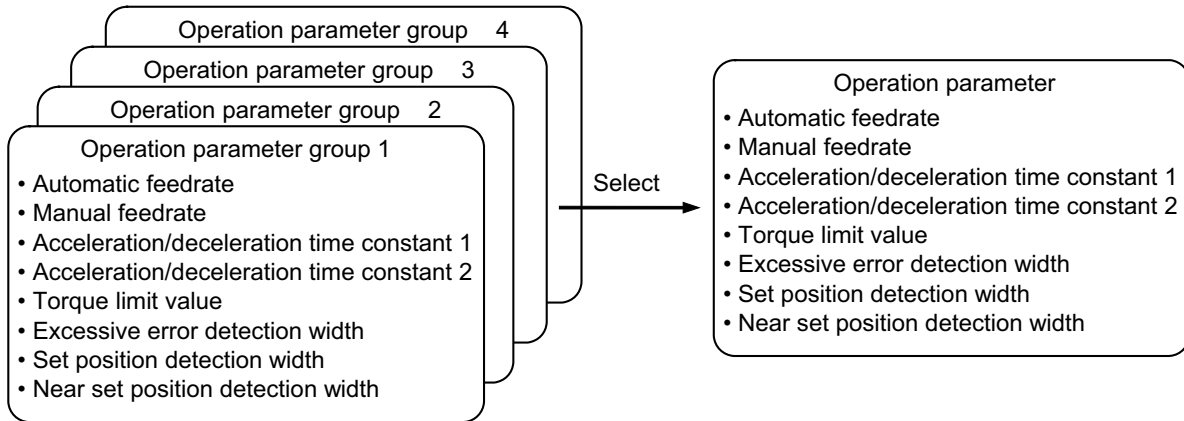 Operation parameter group 4
Operation parameter group 3
Operation parameter group 2
Operation parameter group 1
• Automatic feedrate
• Manual feedrate
• Acceleration/deceleration time constant 1
• Acceleration/deceleration time constant 2
• Torque limit value
• Excessive error detection width
• Set position detection width
• Near set position detection width
Select
Operation parameter
• Automatic feedrate
• Manual feedrate
• Acceleration/deceleration time constant 1
• Acceleration/deceleration time constant 2
• Torque limit value
• Excessive error detection width
• Set position detection width
• Near set position detection width